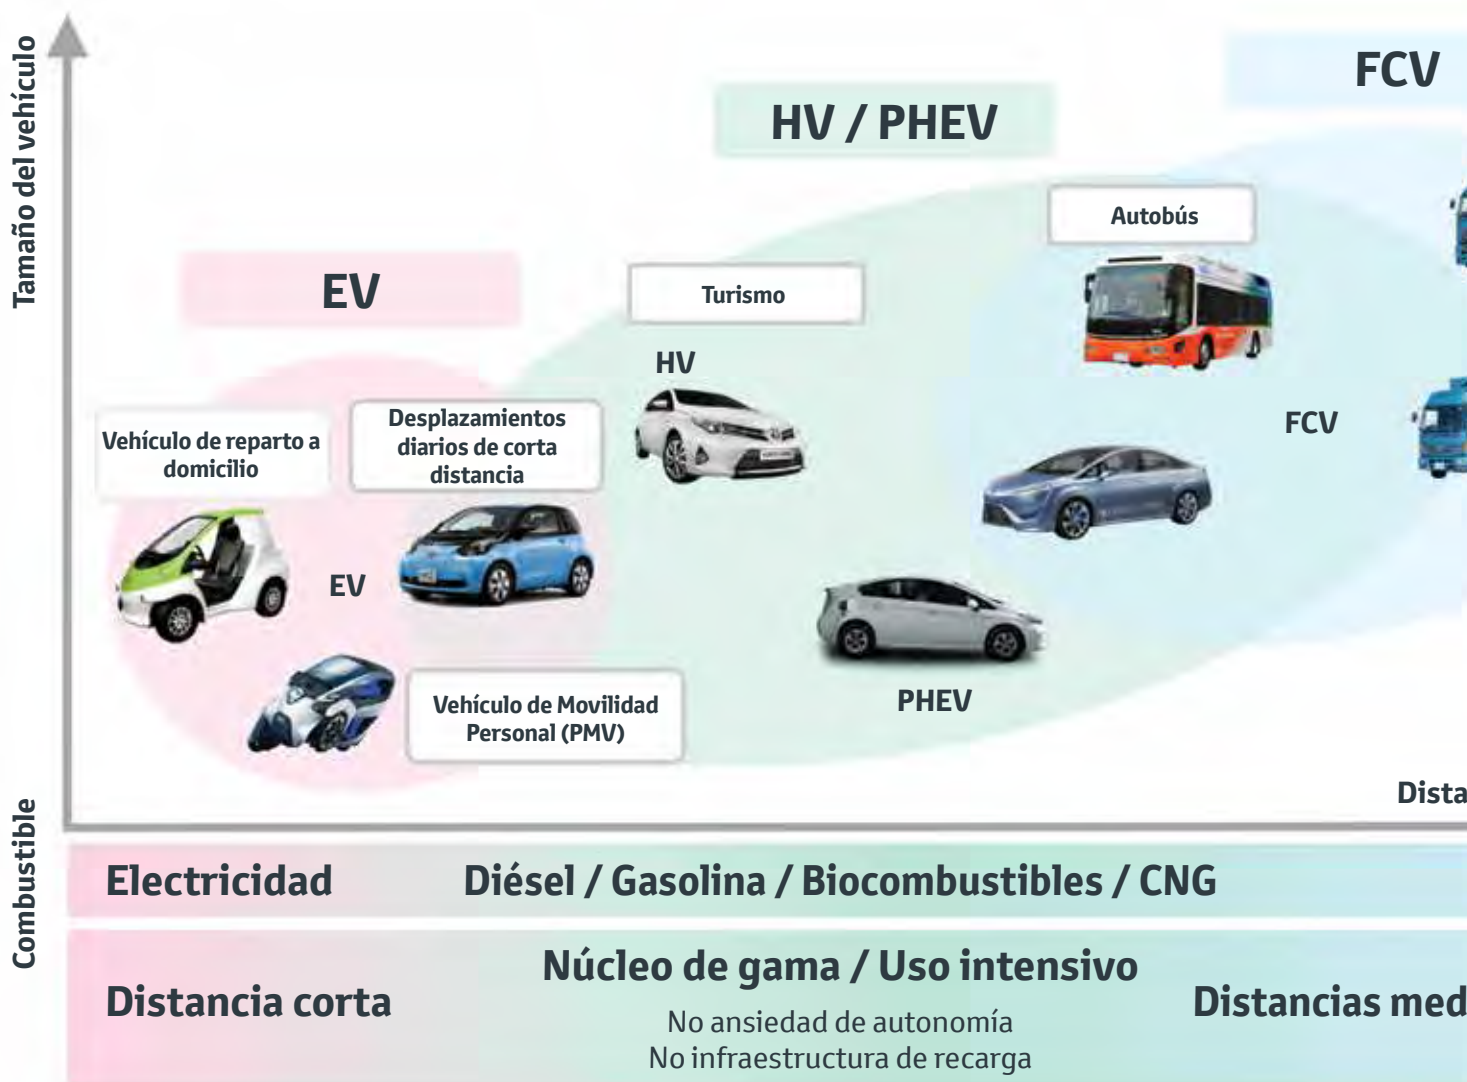 Tamaño del vehículo
FCV
HV / PHEV
Autobús
EV
Turismo
HV
Vehículo de reparto a
domicilio
Desplazamientos
diarios de corta
distancia
FCV
EV
PHEV
Vehículo de Movilidad
Personal (PMV)
Dista
Combustible
Electricidad
Diésel / Gasolina / Biocombustibles / CNG
Distancia corta
Núcleo de gama / Uso intensivo
No ansiedad de autonomía
No infraestructura de recarga
Distancias med